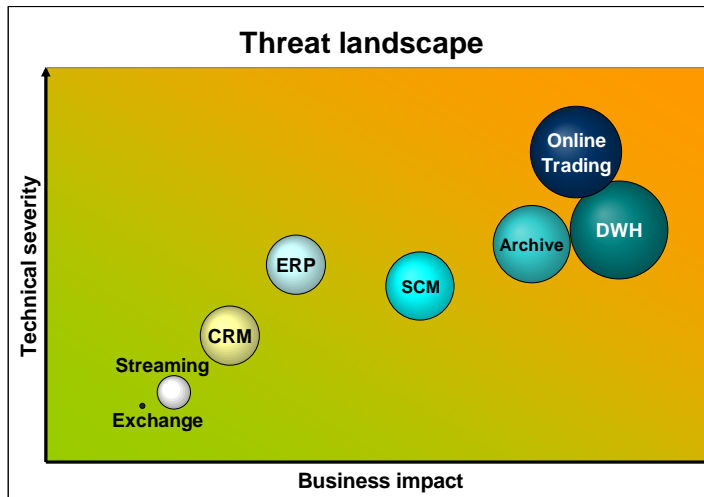 Threat landscape
Technical severity
Online
Trading
DWH
Archive
ERP
SCM
CRM
Streaming
Exchange
Business impact